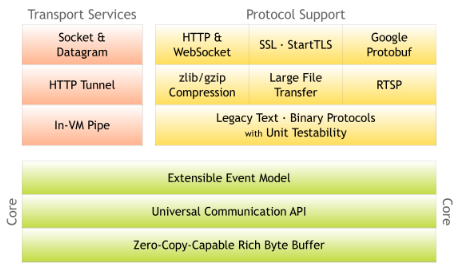 Transport Services
Protocol Support
Socket &
Datagram
HTTP Tunnel
In-VM Pipe
HTTP &
WebSocket
SSL · StartTLS
Google
Protobuf
zlib/gzip
Compression
Large File
Transfer
RTSP
Legacy Text · Binary Protocols
with Unit Testability
Core
Extensible Event Model
Universal Communication API
Zero-Copy-Capable Rich Byte Buffer
Core